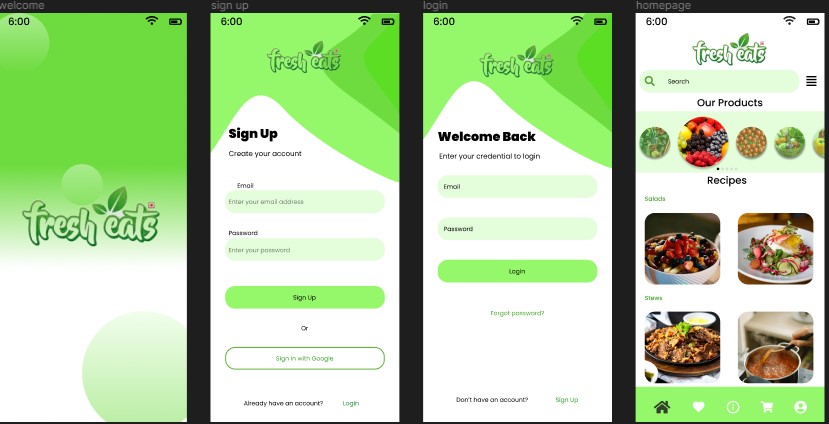 welcome
6:00
fresh eats
sign up
6:00
fresh eats
Sign Up
Create your account
Email
Enter your email address
Password
Enter your password
Sign Up
Or
Sign in with Google
Already have an account? Login
login
6:00
fresh eats
Welcome Back
Enter your credential to login
Email
Password
Login
Forgot password?
Don't have an account? Sign Up
homepage
6:00
fresh eats
Search
Our Products
Recipes
Salads
Stews